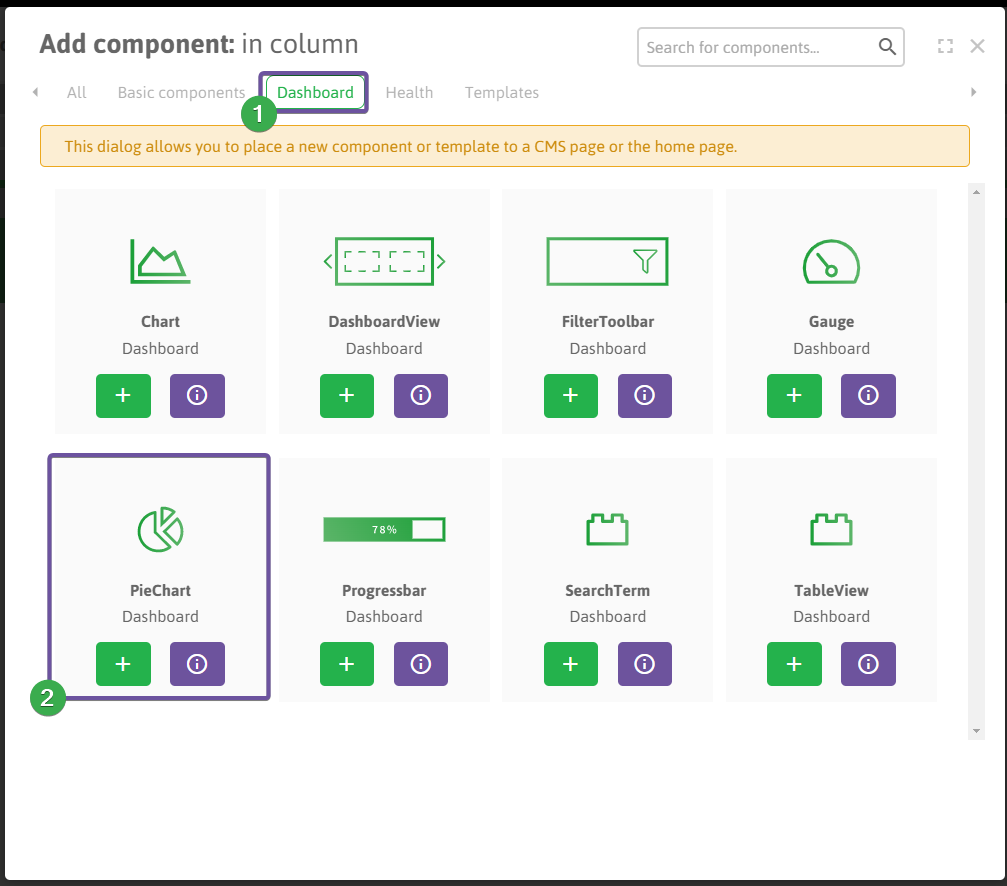 Add component: in column
Search for components...
All Basic components Dashboard Health Templates
1
This dialog allows you to place a new component or template to a CMS page or the home page.
Chart DashboardView FilterToolbar Gauge
Dashboard Dashboard Dashboard Dashboard
78%
PieChart Progressbar SearchTerm TableView
Dashboard Dashboard Dashboard Dashboard
2